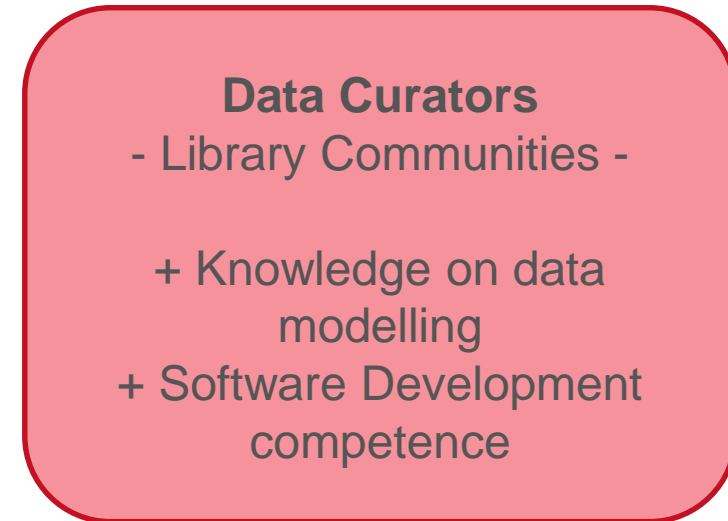 Data Curators
- Library Communities -
+ Knowledge on data
modelling
+ Software Development
competence